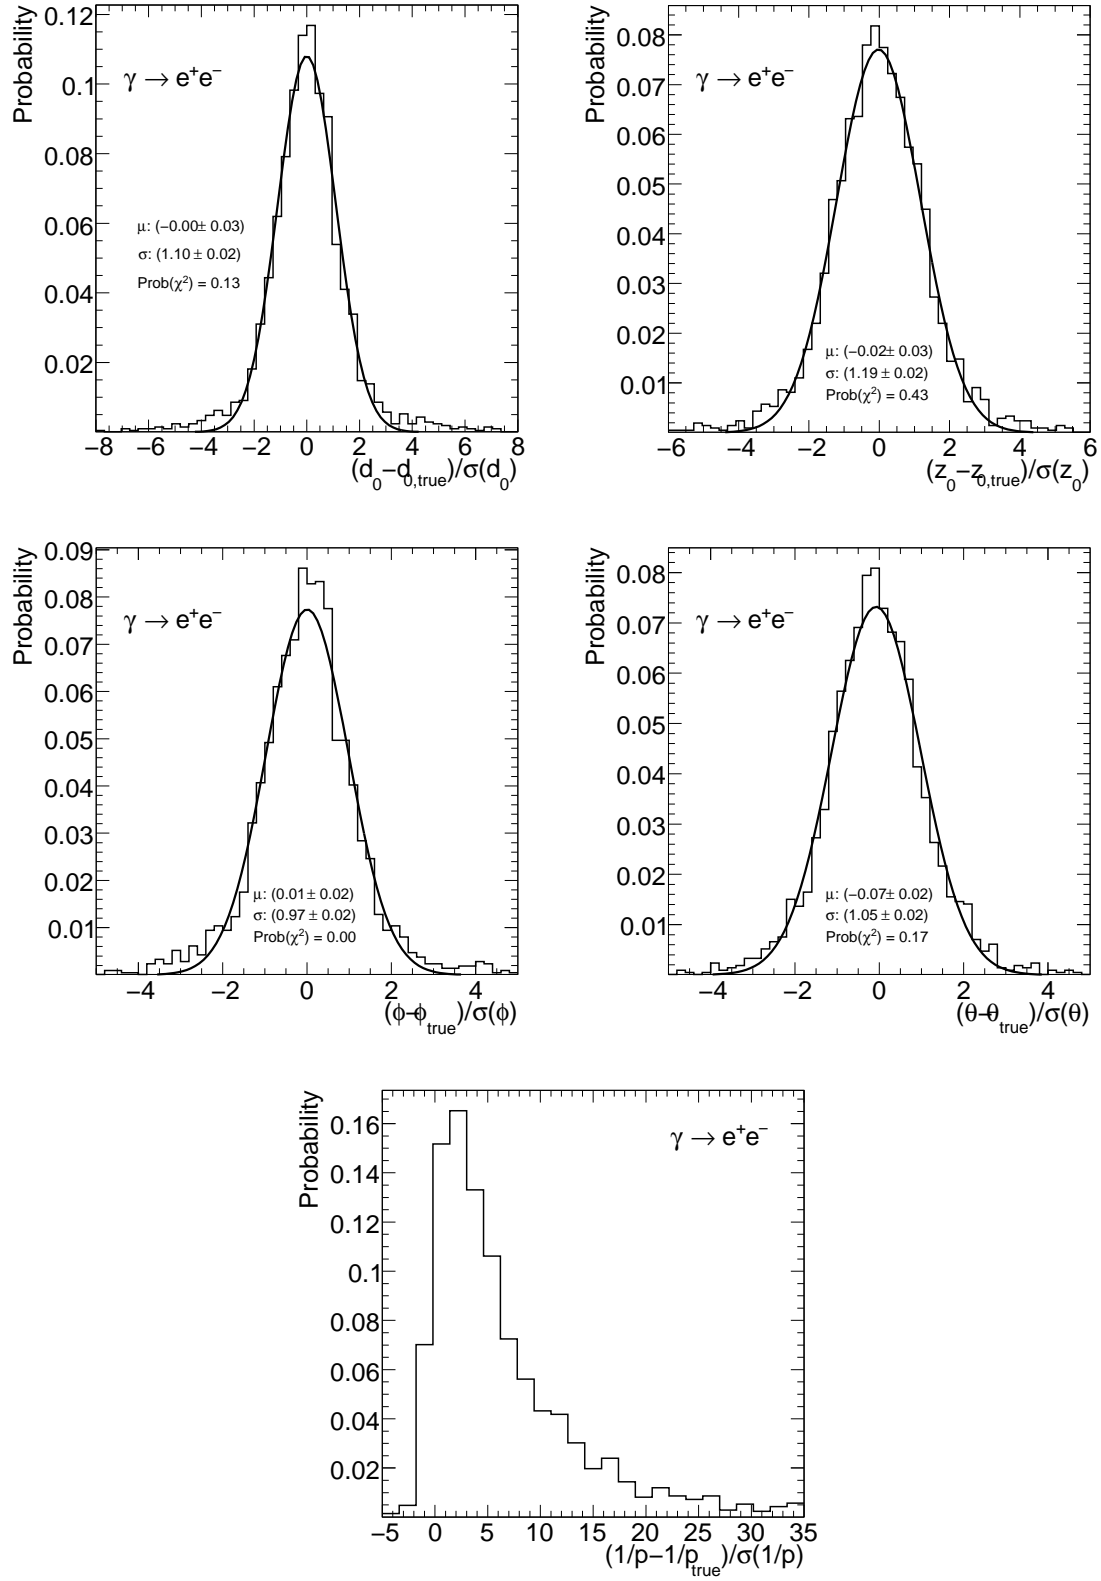 Probability
0.12
0.1
0.08
0.06
0.04
0.02
γ → e⁺e⁻
μ: (−0.00± 0.03)
σ: (1.10 ± 0.02)
Prob(χ²) = 0.13
−8 −6 −4 −2 0 2 4 6 8
(d₀−d₀,true)/σ(d₀)
Probability
0.08
0.07
0.06
0.05
0.04
0.03
0.02
0.01
γ → e⁺e⁻
μ: (−0.02± 0.03)
σ: (1.19 ± 0.02)
Prob(χ²) = 0.43
−6 −4 −2 0 2 4 6
(z₀−z₀,true)/σ(z₀)
Probability
0.09
0.08
0.07
0.06
0.05
0.04
0.03
0.02
0.01
γ → e⁺e⁻
μ: (0.01 ± 0.02)
σ: (0.97 ± 0.02)
Prob(χ²) = 0.00
−4 −2 0 2 4
(ϕ-ϕtrue)/σ(ϕ)
Probability
0.08
0.07
0.06
0.05
0.04
0.03
0.02
0.01
γ → e⁺e⁻
μ: (−0.07± 0.02)
σ: (1.05 ± 0.02)
Prob(χ²) = 0.17
−4 −2 0 2 4
(θ-θtrue)/σ(θ)
Probability
0.16
0.14
0.12
0.1
0.08
0.06
0.04
0.02
γ → e⁺e⁻
−5 0 5 10 15 20 25 30 35
(1/p−1/ptrue)/σ(1/p)